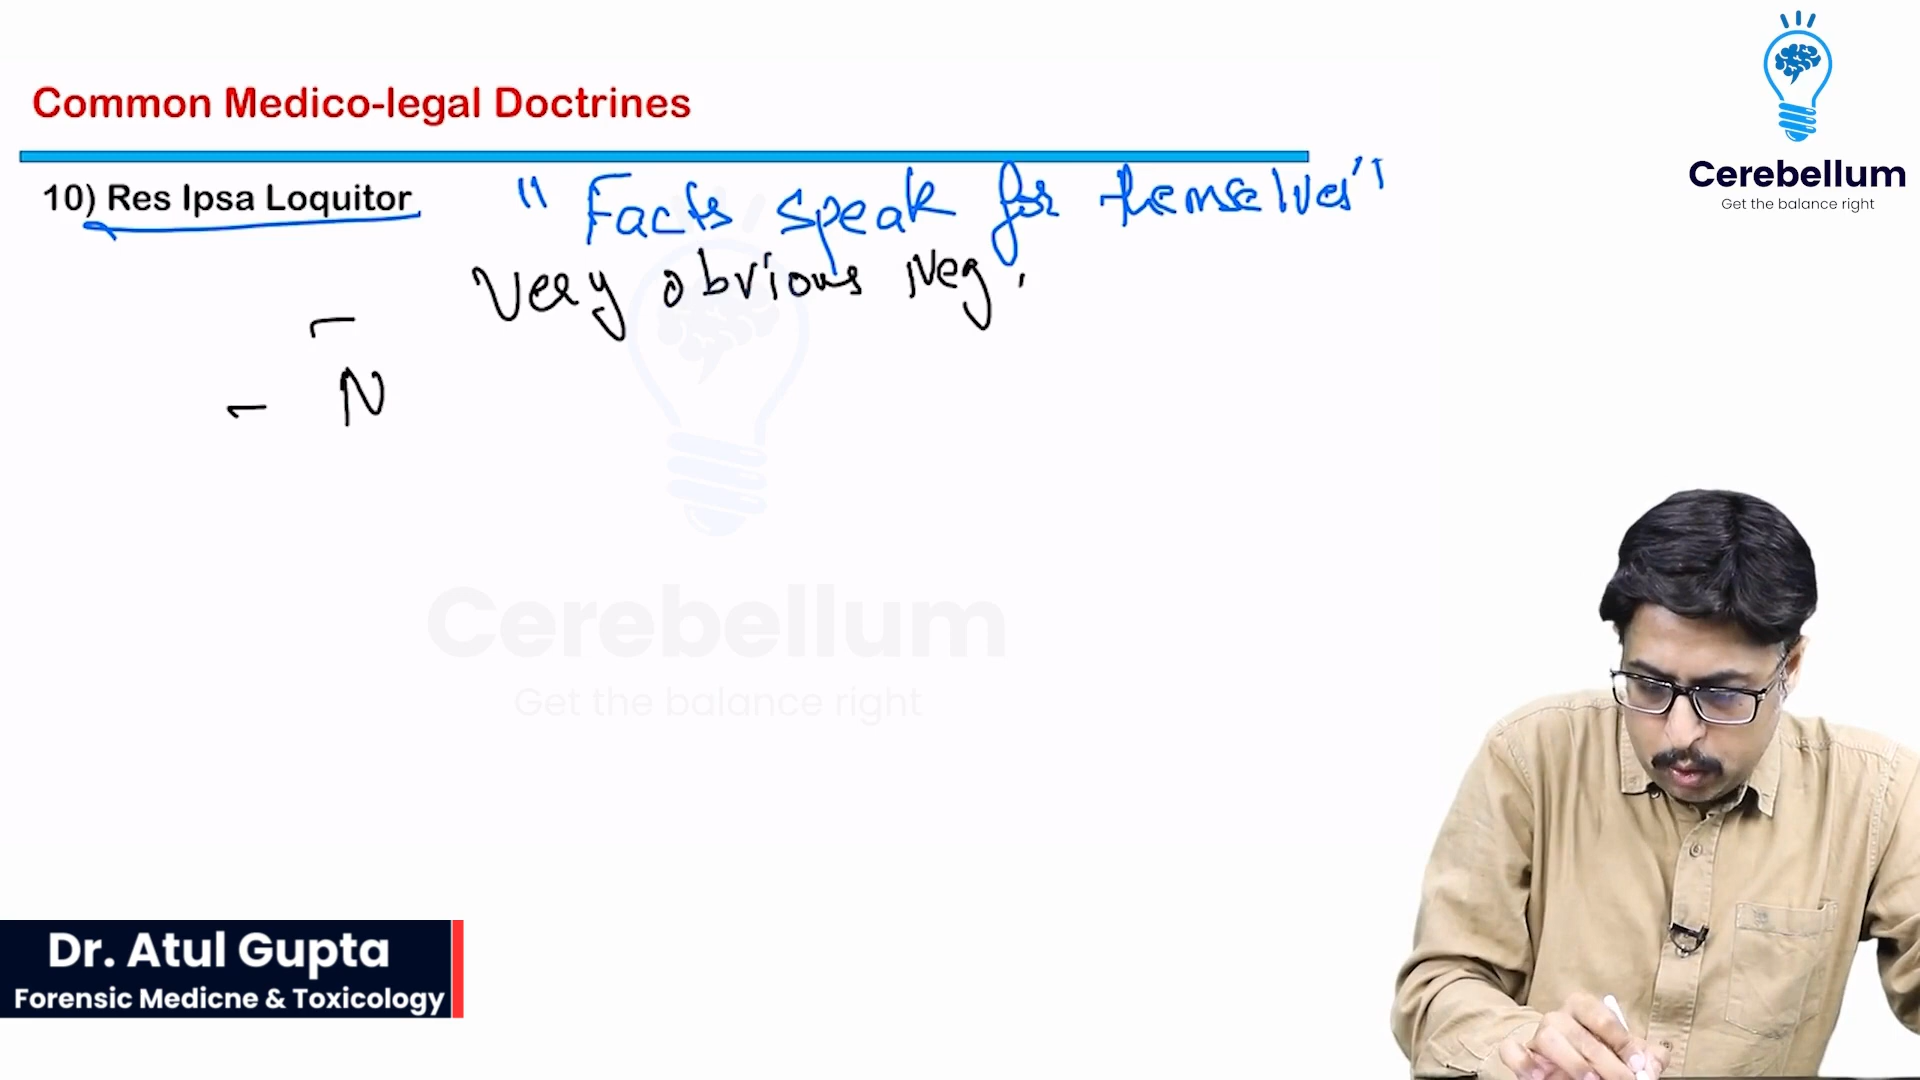 Common Medico-legal Doctrines
Cerebellum
Get the balance right
10) Res Ipsa Loquitor " Facts speak for themselves"
Very obvious Neg.
- N
Cerebellum
Get the balance right
Dr. Atul Gupta
Forensic Medicne & Toxicology